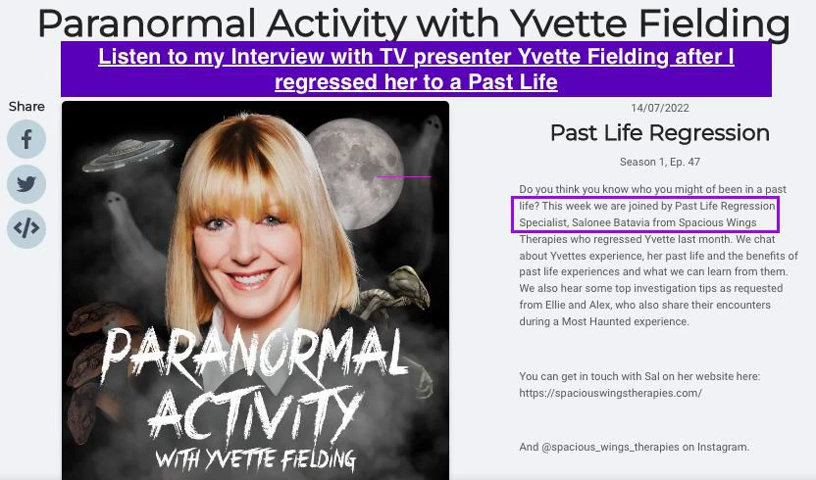 Paranormal Activity with Yvette Fielding
Listen to my Interview with TV presenter Yvette Fielding after I
regressed her to a Past Life
Share
14/07/2022
Past Life Regression
Season 1, Ep. 47
Do you think you know who you might of been in a past
life? This week we are joined by Past Life Regression
Specialist, Salonee Batavia from Spacious Wings
Therapies who regressed Yvette last month. We chat
about Yvettes experience, her past life and the benefits of
past life experiences and what we can learn from them.
We also hear some top investigation tips as requested
from Ellie and Alex, who also share their encounters
during a Most Haunted experience.
You can get in touch with Sal on her website here:
https://spaciouswingstherapies.com/
And @spacious_wings_therapies on Instagram.
PARANORMAL
ACTIVITY
WITH YVETTE FIELDING